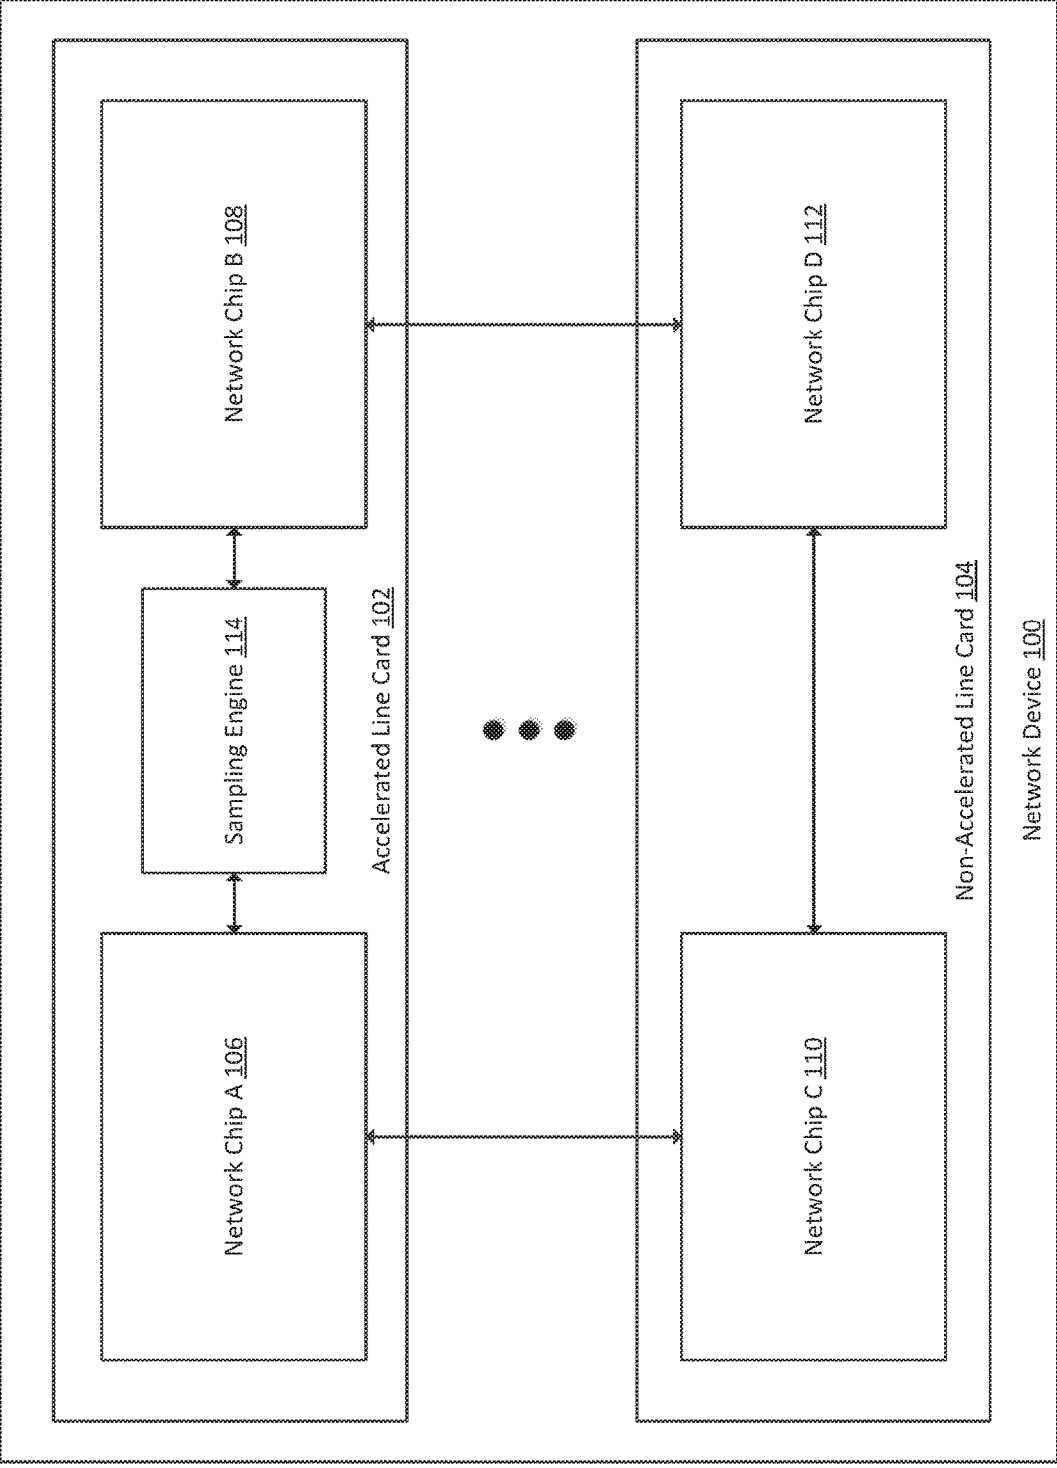 Network Chip A 106
Sampling Engine 114
Network Chip B 108
Accelerated Line Card 102
Network Chip C 110
Network Chip D 112
Non-Accelerated Line Card 104
Network Device 100